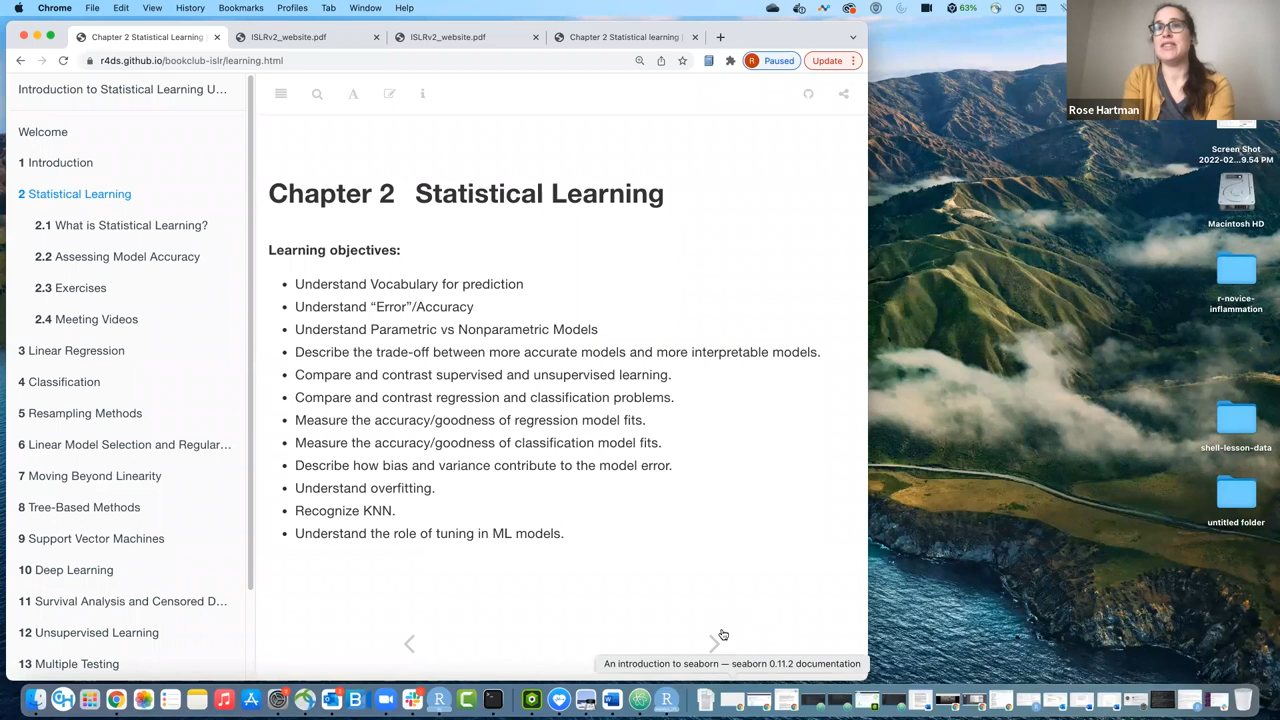 Chrome File Edit View History Bookmarks Profiles Tab Window Help
63%
Chapter 2 Statistical Learning
ISLRv2_website.pdf
ISLRv2_website.pdf
Chapter 2 Statistical learning
r4ds.github.io/bookclub-islr/learning.html
R Paused
Update
Introduction to Statistical Learning U...
Welcome
1 Introduction
2 Statistical Learning
2.1 What is Statistical Learning?
2.2 Assessing Model Accuracy
2.3 Exercises
2.4 Meeting Videos
3 Linear Regression
4 Classification
5 Resampling Methods
6 Linear Model Selection and Regular...
7 Moving Beyond Linearity
8 Tree-Based Methods
9 Support Vector Machines
10 Deep Learning
11 Survival Analysis and Censored D...
12 Unsupervised Learning
13 Multiple Testing
Chapter 2 Statistical Learning
Learning objectives:
• Understand Vocabulary for prediction
• Understand “Error”/Accuracy
• Understand Parametric vs Nonparametric Models
• Describe the trade-off between more accurate models and more interpretable models.
• Compare and contrast supervised and unsupervised learning.
• Compare and contrast regression and classification problems.
• Measure the accuracy/goodness of regression model fits.
• Measure the accuracy/goodness of classification model fits.
• Describe how bias and variance contribute to the model error.
• Understand overfitting.
• Recognize KNN.
• Understand the role of tuning in ML models.
An introduction to seaborn — seaborn 0.11.2 documentation
Rose Hartman
Screen Shot
2022-02...9.54 PM
Macintosh HD
r-novice-
inflammation
shell-lesson-data
untitled folder